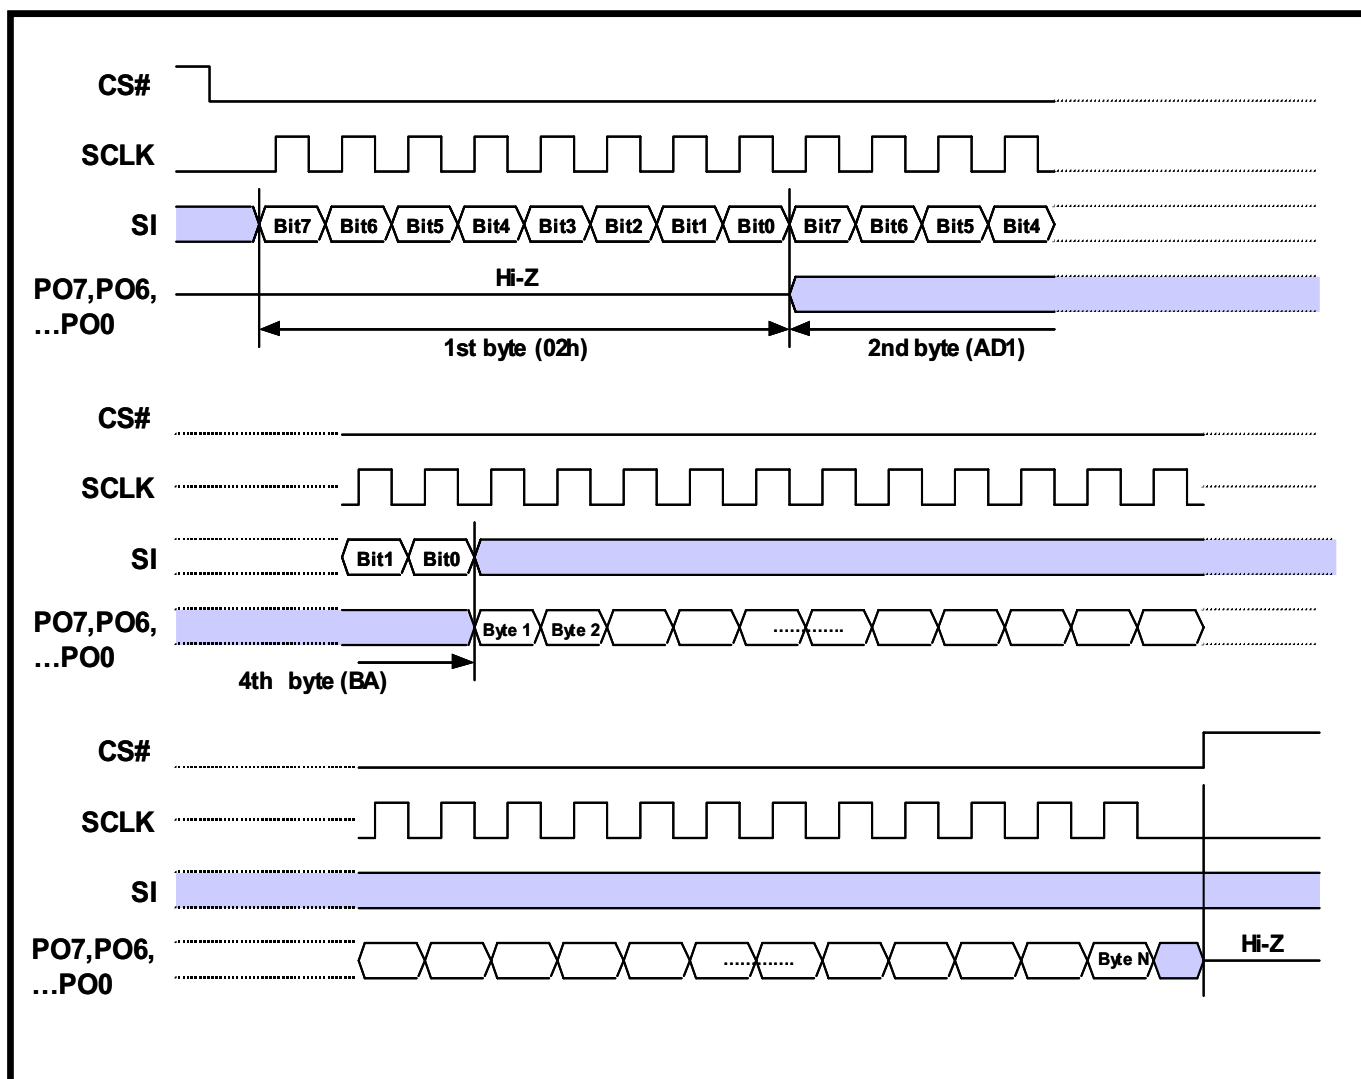 CS#
SCLK
SI Bit7 Bit6 Bit5 Bit4 Bit3 Bit2 Bit1 Bit0 Bit7 Bit6 Bit5 Bit4
PO7,PO6, Hi-Z
...PO0
1st byte (02h) 2nd byte (AD1)
CS#
SCLK
SI Bit1 Bit0
PO7,PO6, Byte 1 Byte 2 .............
...PO0
4th byte (BA)
CS#
SCLK
SI
PO7,PO6, ............. Byte N Hi-Z
...PO0